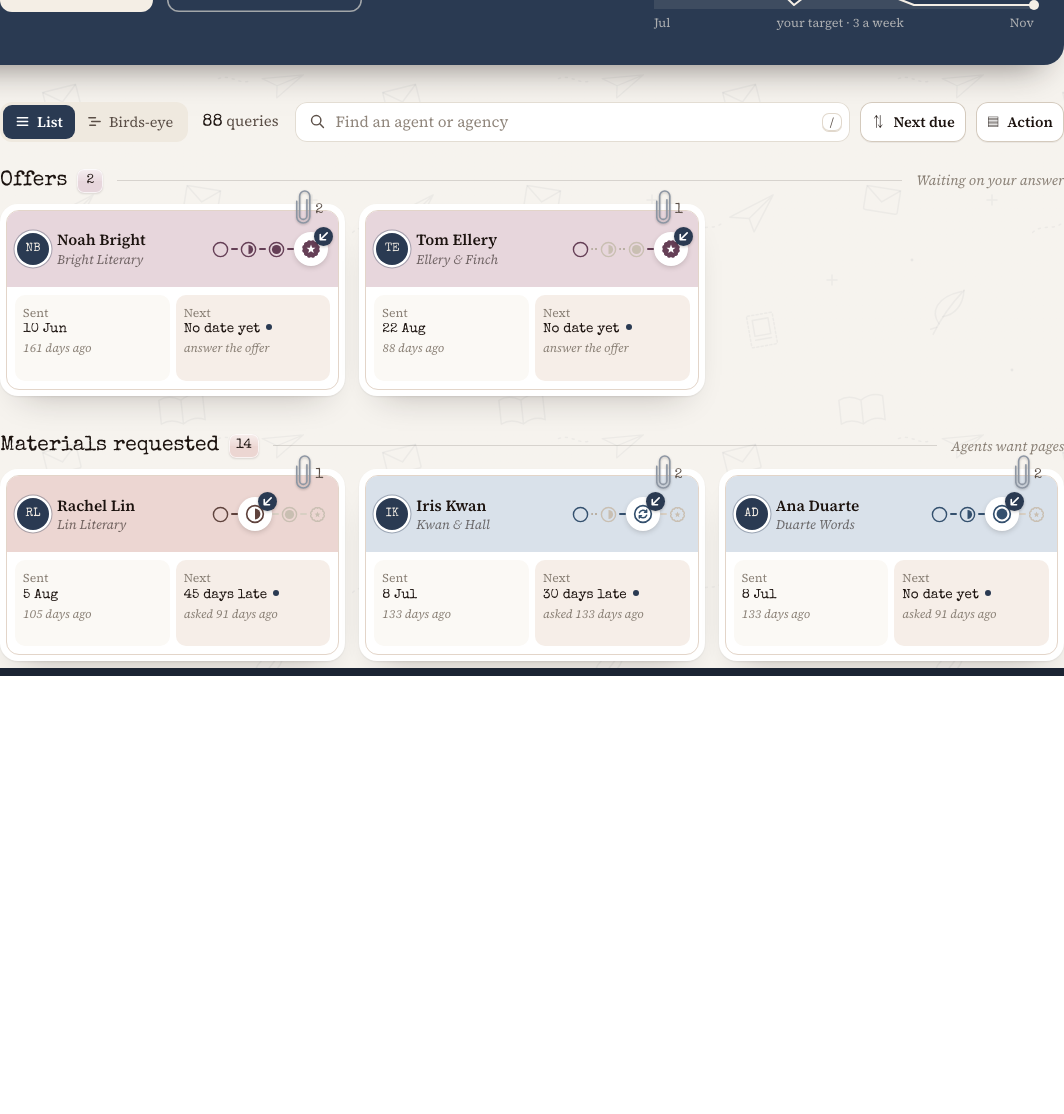 Jul your target · 3 a week Nov
List Birds-eye 88 queries Find an agent or agency / Next due Action
Offers 2 Waiting on your answer
2 1
NB Noah Bright TE Tom Ellery
Bright Literary Ellery & Finch
Sent Next Sent Next
10 Jun No date yet 22 Aug No date yet
161 days ago answer the offer 88 days ago answer the offer
Materials requested 14 Agents want pages
1 2 2
RL Rachel Lin IK Iris Kwan AD Ana Duarte
Lin Literary Kwan & Hall Duarte Words
Sent Next Sent Next Sent Next
5 Aug 45 days late 8 Jul 30 days late 8 Jul No date yet
105 days ago asked 91 days ago 133 days ago asked 133 days ago 133 days ago asked 91 days ago